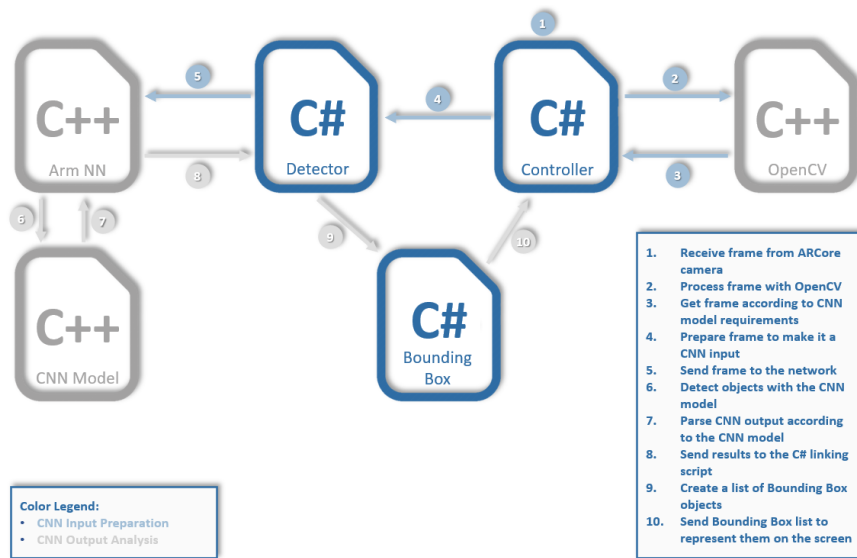 1
C++
Arm NN
5
8
C#
Detector
4
C#
Controller
2
3
C++
OpenCV
6
7
9
10
C++
CNN Model
C#
Bounding
Box
1. Receive frame from ARCore
camera
2. Process frame with OpenCV
3. Get frame according to CNN
model requirements
4. Prepare frame to make it a
CNN input
5. Send frame to the network
6. Detect objects with the CNN
model
7. Parse CNN output according
to the CNN model
8. Send results to the C# linking
script
9. Create a list of Bounding Box
objects
10. Send Bounding Box list to
represent them on the screen
Color Legend:
• CNN Input Preparation
• CNN Output Analysis